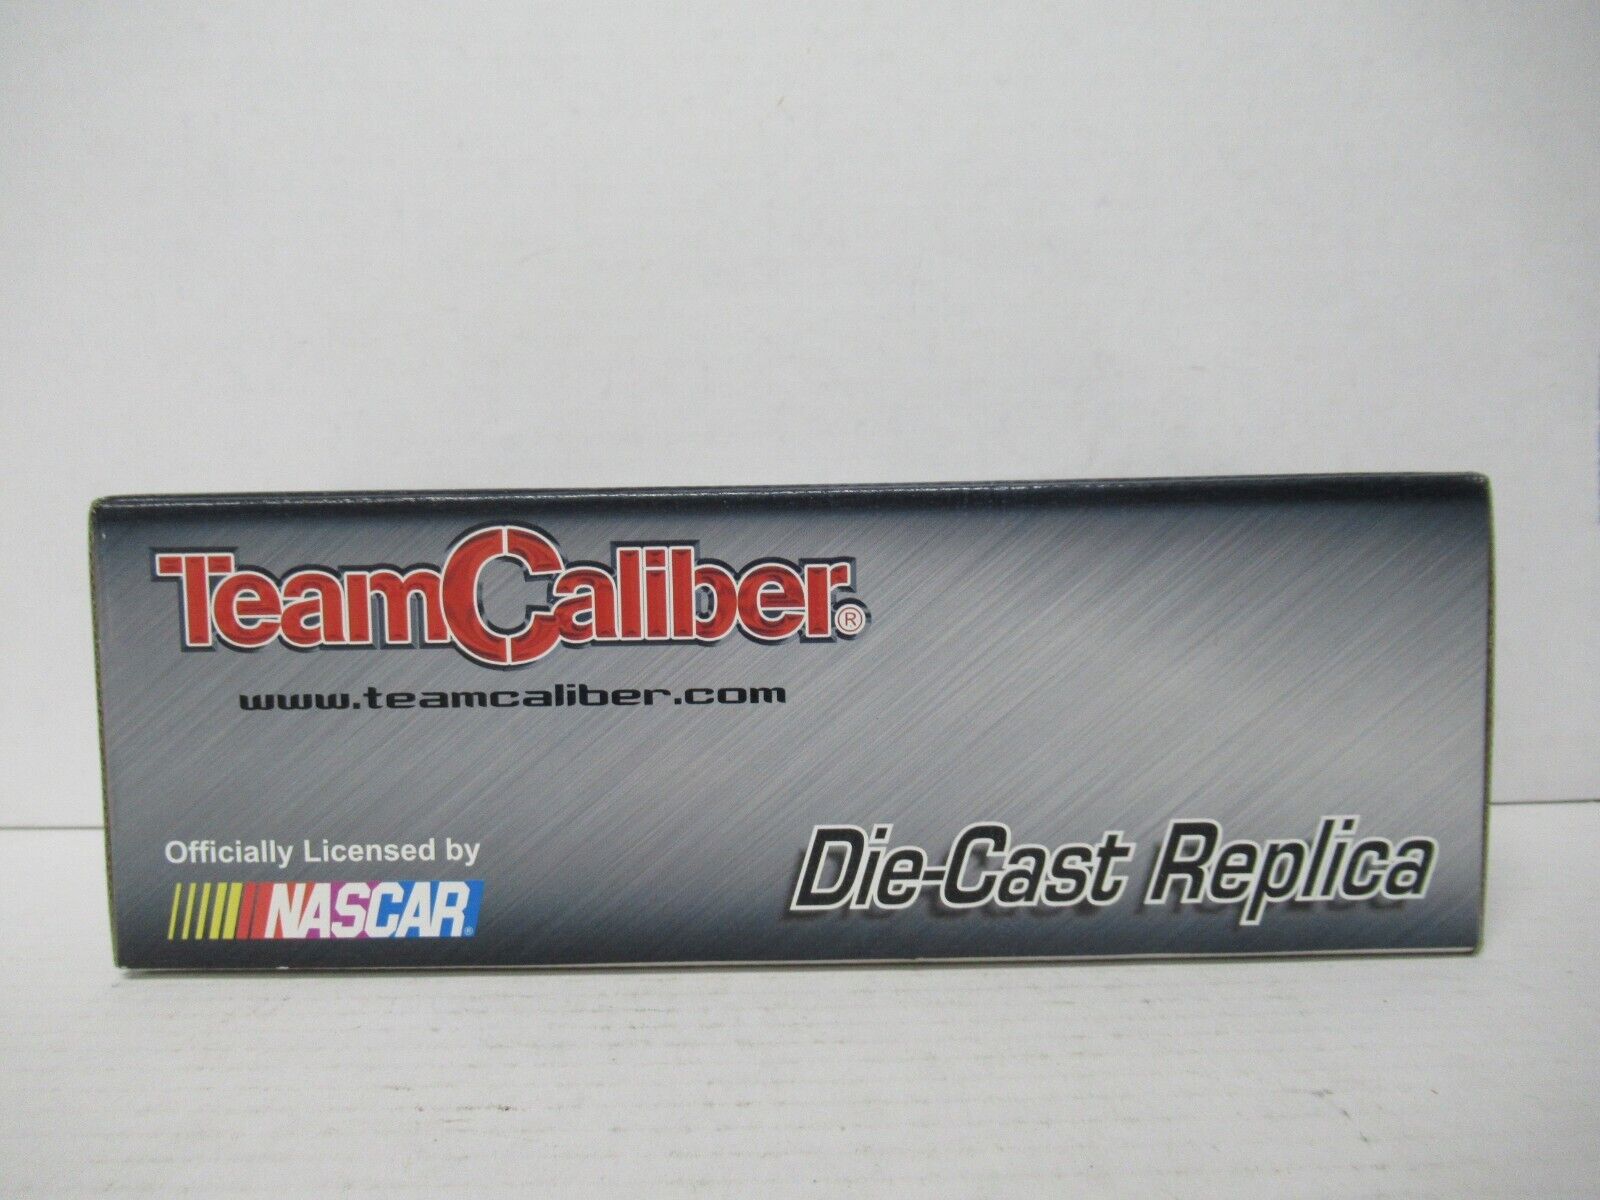 TeamCaliber®
www.teamcaliber.com
Officially Licensed by
NASCAR®
Die-Cast Replica